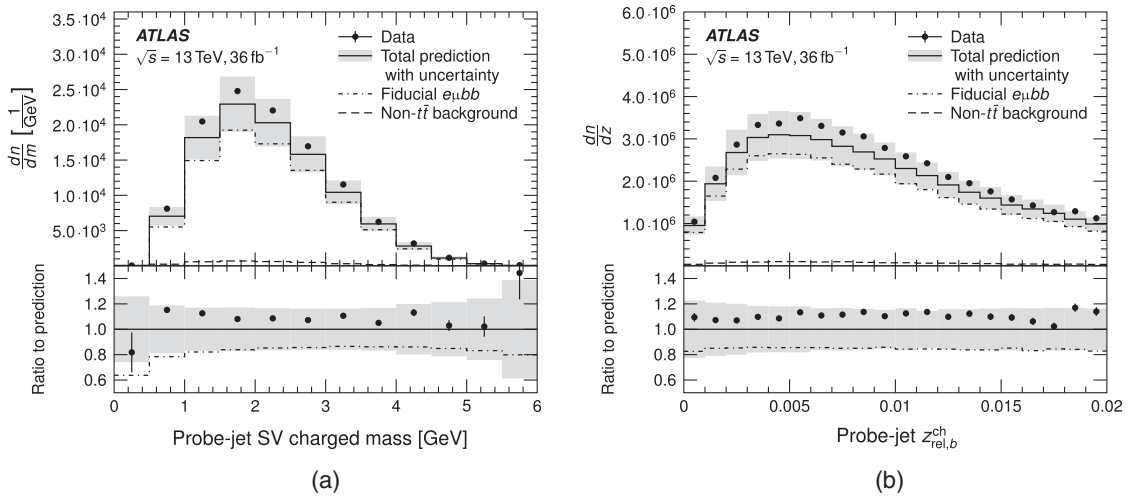 3.5·10⁴
3.0·10⁴
2.5·10⁴
2.0·10⁴
1.5·10⁴
1.0·10⁴
5.0·10³
dn/dm [1/GeV]
ATLAS
√s = 13 TeV, 36 fb⁻¹
Data
Total prediction
with uncertainty
Fiducial eμbb
Non-tt̄ background
1.4
1.2
1.0
0.8
0.6
Ratio to prediction
0 1 2 3 4 5 6
Probe-jet SV charged mass [GeV]
(a)
6.0·10⁶
5.0·10⁶
4.0·10⁶
3.0·10⁶
2.0·10⁶
1.0·10⁶
dn/dz
ATLAS
√s = 13 TeV, 36 fb⁻¹
Data
Total prediction
with uncertainty
Fiducial eμbb
Non-tt̄ background
1.4
1.2
1.0
0.8
0.6
Ratio to prediction
0 0.005 0.01 0.015 0.02
Probe-jet z^ch_rel,b
(b)